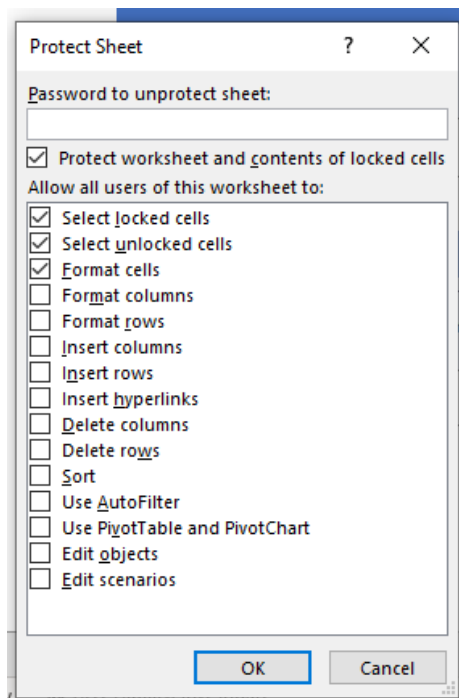 Protect Sheet
Password to unprotect sheet:
Protect worksheet and contents of locked cells
Allow all users of this worksheet to:
Select locked cells
Select unlocked cells
Format cells
Format columns
Format rows
Insert columns
Insert rows
Insert hyperlinks
Delete columns
Delete rows
Sort
Use AutoFilter
Use PivotTable and PivotChart
Edit objects
Edit scenarios
OK Cancel